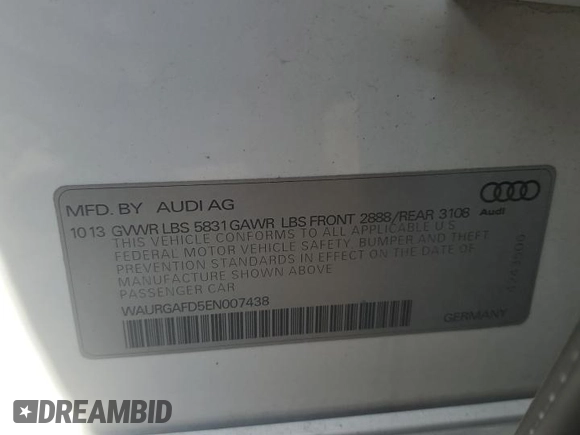 MFD. BY AUDI AG
10 13 GVWR LBS 5831 GAWR LBS FRONT 2888/REAR 3106 Audi
THIS VEHICLE CONFORMS TO ALL APPLICABLE U S
FEDERAL MOTOR VEHICLE SAFETY, BUMPER AND THEFT
PREVENTION STANDARDS IN EFFECT ON THE DATE OF
MANUFACTURE SHOWN ABOVE
PASSENGER CAR
WAURGAFD5EN007438
GERMANY
#DREAMBID